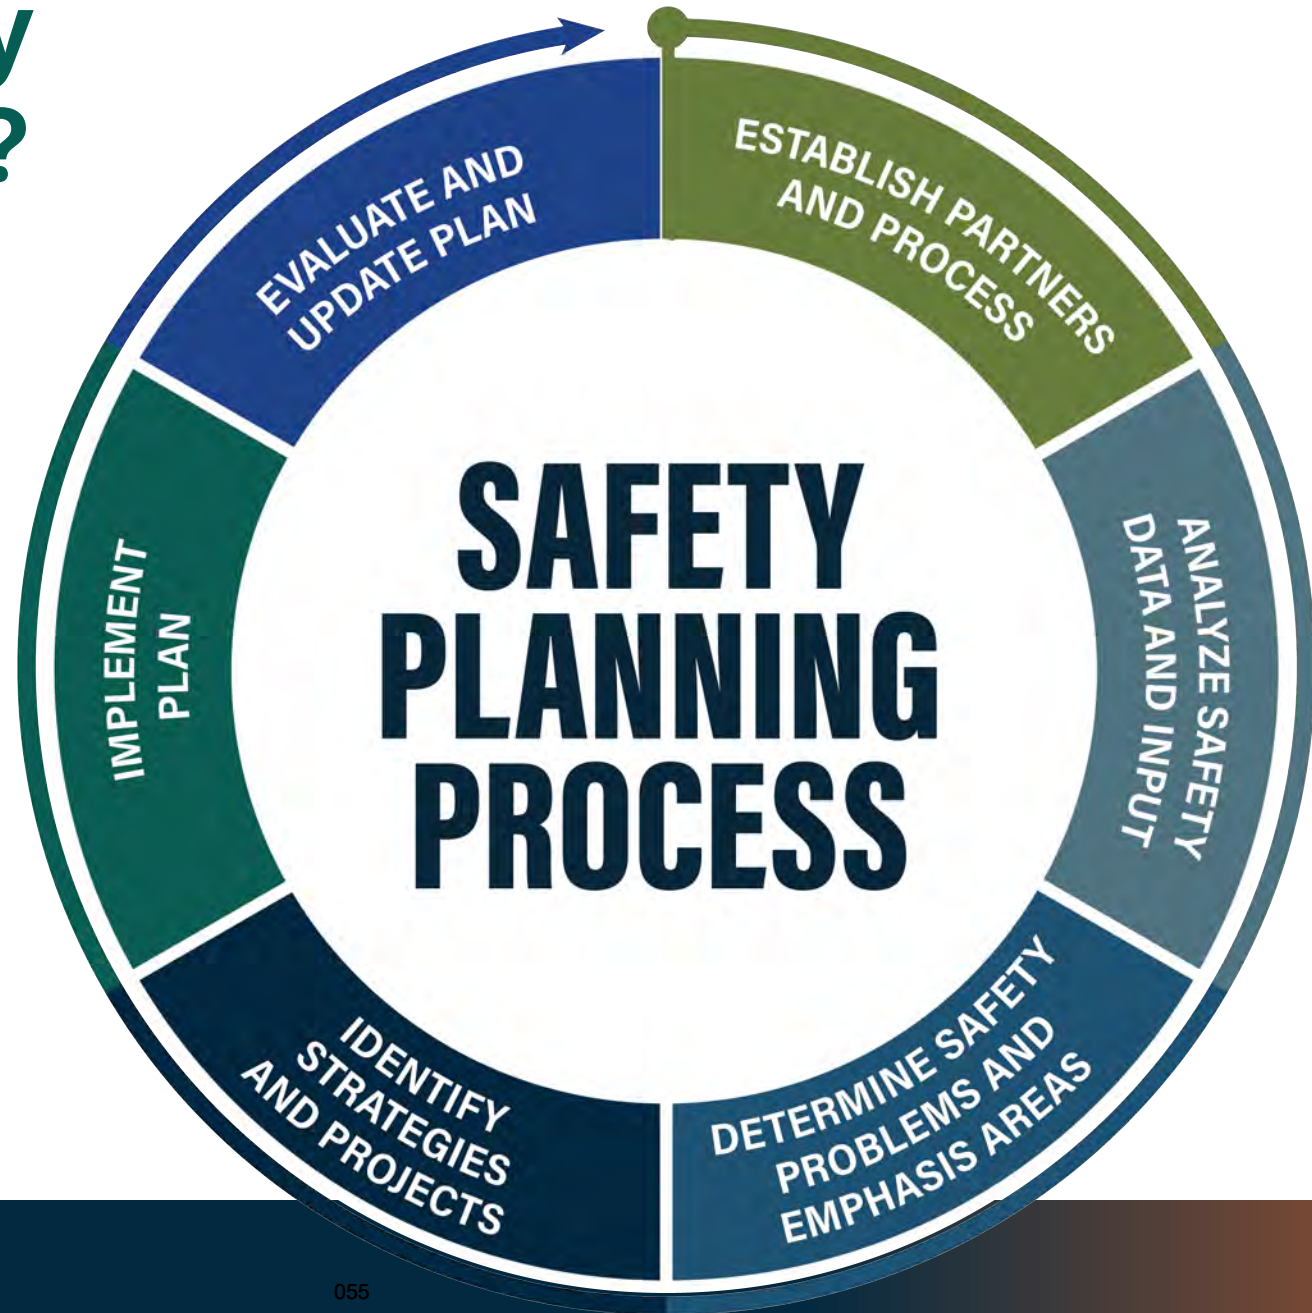 y
?
ESTABLISH PARTNERS
AND PROCESS
ANALYZE SAFETY
DATA AND INPUT
DETERMINE SAFETY
PROBLEMS AND
EMPHASIS AREAS
IDENTIFY
STRATEGIES
AND PROJECTS
IMPLEMENT
PLAN
EVALUATE AND
UPDATE PLAN
SAFETY
PLANNING
PROCESS
055